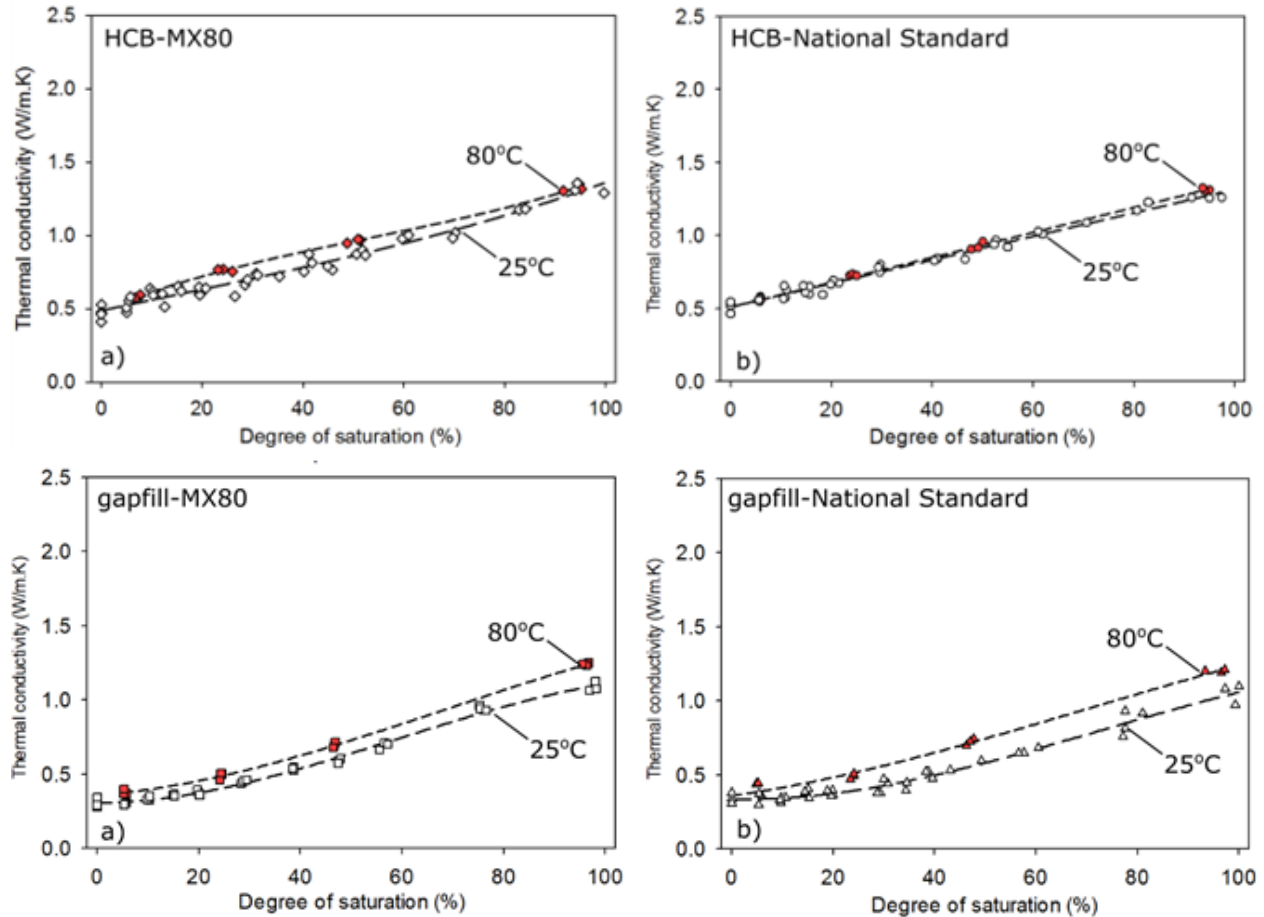 HCB-MX80
Thermal conductivity (W/m.K)
2.5
2.0
1.5
1.0
0.5
0.0
80°C
25°C
a)
0 20 40 60 80 100
Degree of saturation (%)
HCB-National Standard
Thermal conductivity (W/m.K)
2.5
2.0
1.5
1.0
0.5
0.0
80°C
25°C
b)
0 20 40 60 80 100
Degree of saturation (%)
gapfill-MX80
Thermal conductivity (W/m.K)
2.5
2.0
1.5
1.0
0.5
0.0
80°C
25°C
a)
0 20 40 60 80 100
Degree of saturation (%)
gapfill-National Standard
Thermal conductivity (W/m.K)
2.5
2.0
1.5
1.0
0.5
0.0
80°C
25°C
b)
0 20 40 60 80 100
Degree of saturation (%)